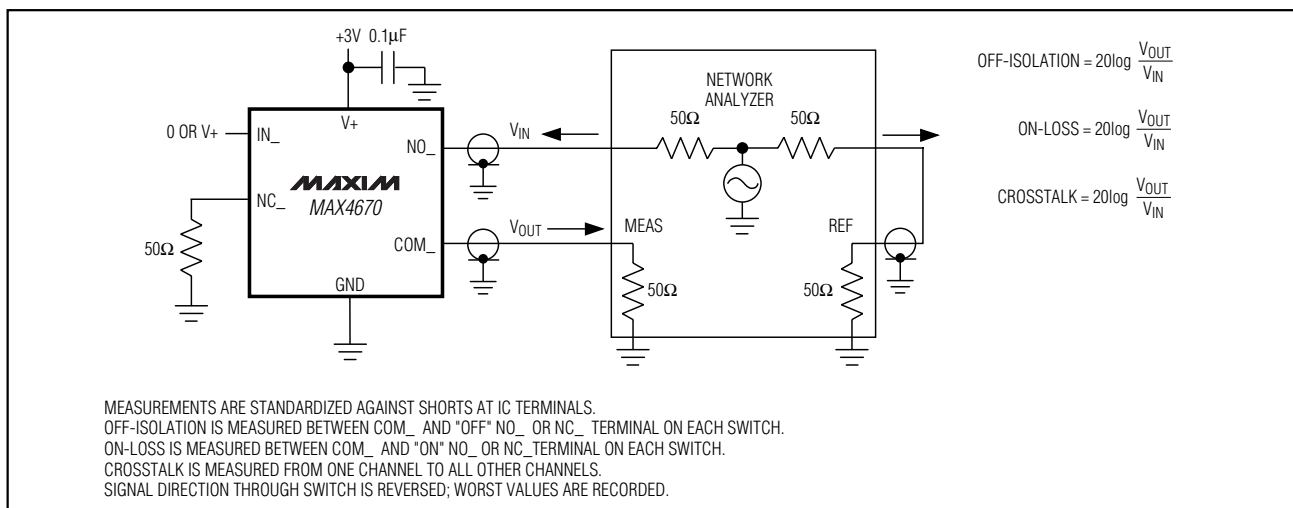 +3V 0.1µF
NETWORK
ANALYZER
50Ω 50Ω
OFF-ISOLATION = 20log VOUT
VIN
ON-LOSS = 20log VOUT
VIN
CROSSTALK = 20log VOUT
VIN
0 OR V+
IN_
V+
NO_
VIN
MAXIM
MAX4670
NC_
COM_
VOUT
MEAS
REF
50Ω
GND
50Ω
50Ω
MEASUREMENTS ARE STANDARDIZED AGAINST SHORTS AT IC TERMINALS.
OFF-ISOLATION IS MEASURED BETWEEN COM_ AND "OFF" NO_ OR NC_ TERMINAL ON EACH SWITCH.
ON-LOSS IS MEASURED BETWEEN COM_ AND "ON" NO_ OR NC_TERMINAL ON EACH SWITCH.
CROSSTALK IS MEASURED FROM ONE CHANNEL TO ALL OTHER CHANNELS.
SIGNAL DIRECTION THROUGH SWITCH IS REVERSED; WORST VALUES ARE RECORDED.